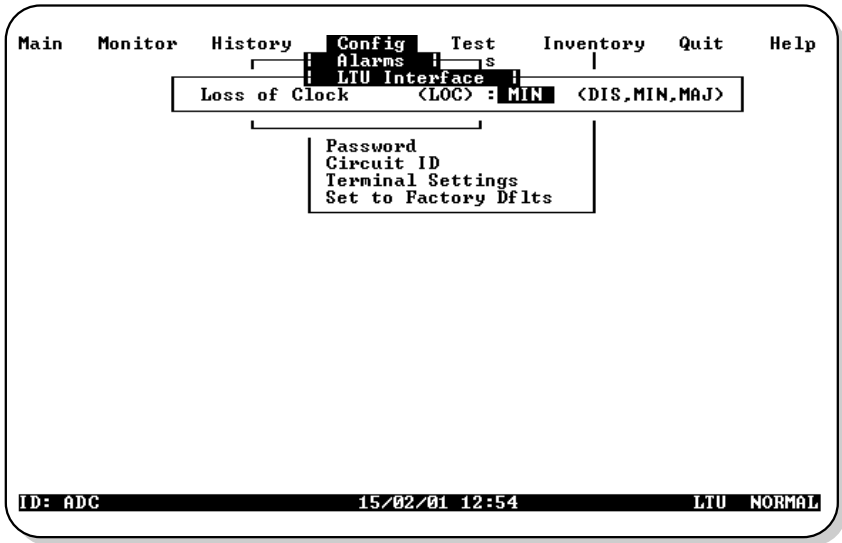 Main Monitor History Config Test Inventory Quit Help
Alarms s
LTU Interface
Loss of Clock (LOC) : MIN (DIS,MIN,MAJ)
Password
Circuit ID
Terminal Settings
Set to Factory Dflts
ID: ADC 15/02/01 12:54 LTU NORMAL